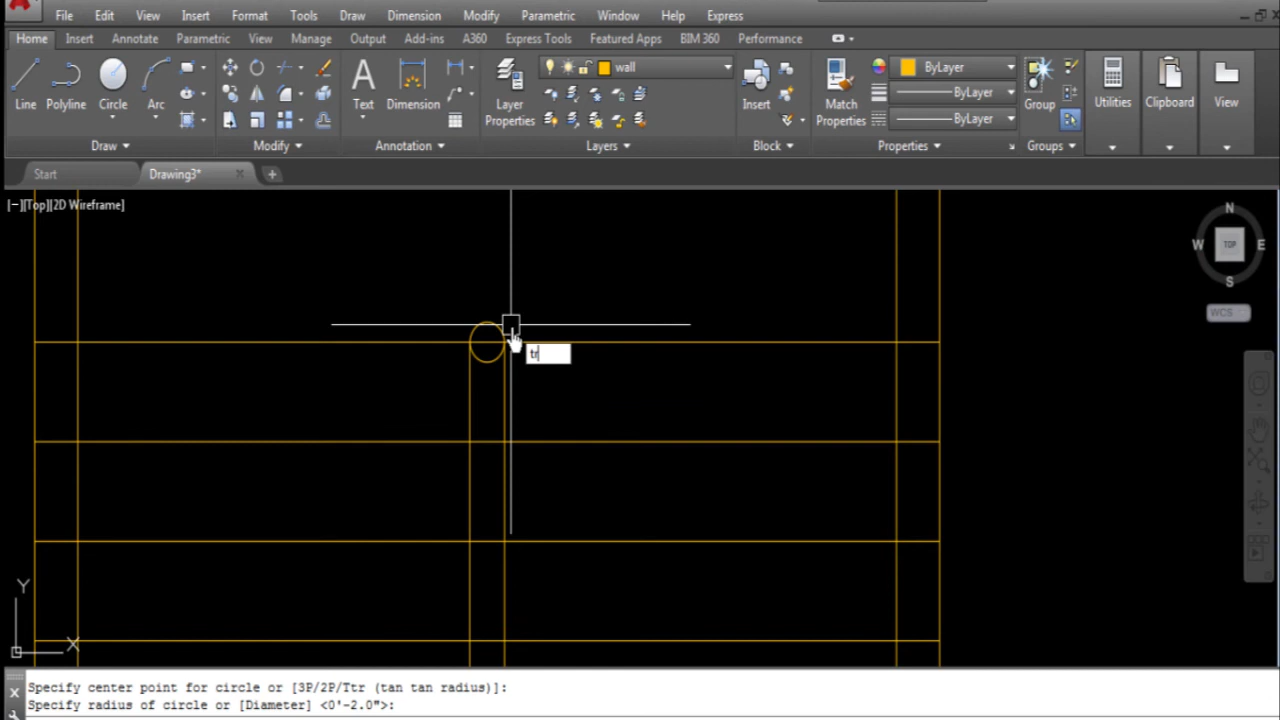 File Edit View Insert Format Tools Draw Dimension Modify Parametric Window Help Express
Home Insert Annotate Parametric View Manage Output Add-ins A360 Express Tools Featured Apps BIM 360 Performance
wall
ByLayer
ByLayer
ByLayer
Line Polyline Circle Arc Text Dimension Layer Properties Insert Match Properties Group Utilities Clipboard View
Draw Modify Annotation Layers Block Properties Groups
Start Drawing3*
[−][Top][2D Wireframe]
N
W TOP E
S
WCS
tr
Y
X
Specify center point for circle or [3P/2P/Ttr (tan tan radius)]:
Specify radius of circle or [Diameter] <0'-2.0">: